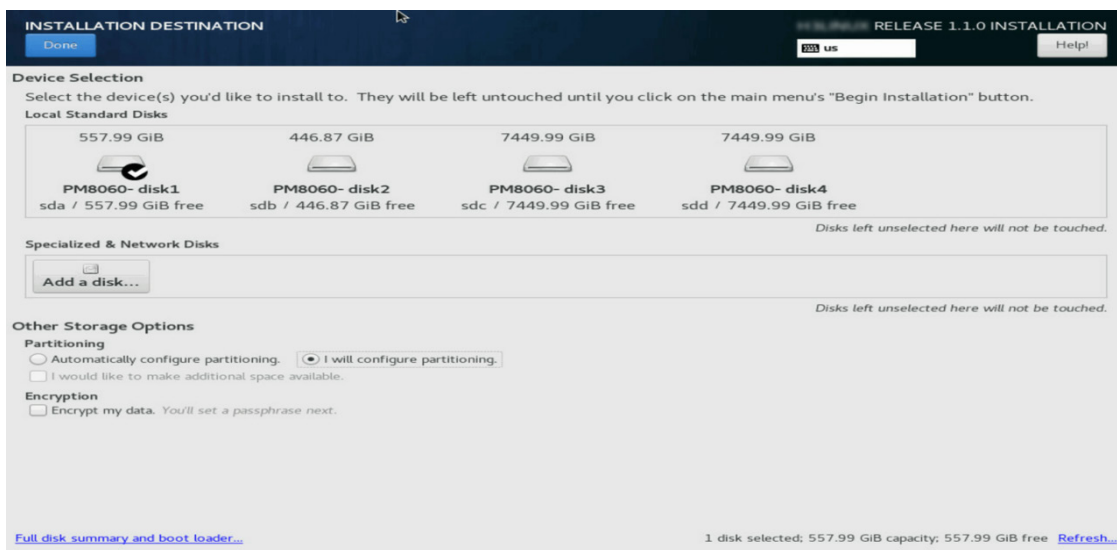 INSTALLATION DESTINATION
RELEASE 1.1.0 INSTALLATION
Done
us
Help!
Device Selection
Select the device(s) you'd like to install to. They will be left untouched until you click on the main menu's "Begin Installation" button.
Local Standard Disks
557.99 GiB 446.87 GiB 7449.99 GiB 7449.99 GiB
PM8060- disk1 PM8060- disk2 PM8060- disk3 PM8060- disk4
sda / 557.99 GiB free sdb / 446.87 GiB free sdc / 7449.99 GiB free sdd / 7449.99 GiB free
Disks left unselected here will not be touched.
Specialized & Network Disks
Add a disk...
Disks left unselected here will not be touched.
Other Storage Options
Partitioning
Automatically configure partitioning. I will configure partitioning.
I would like to make additional space available.
Encryption
Encrypt my data. You'll set a passphrase next.
Full disk summary and boot loader... 1 disk selected; 557.99 GiB capacity; 557.99 GiB free Refresh...